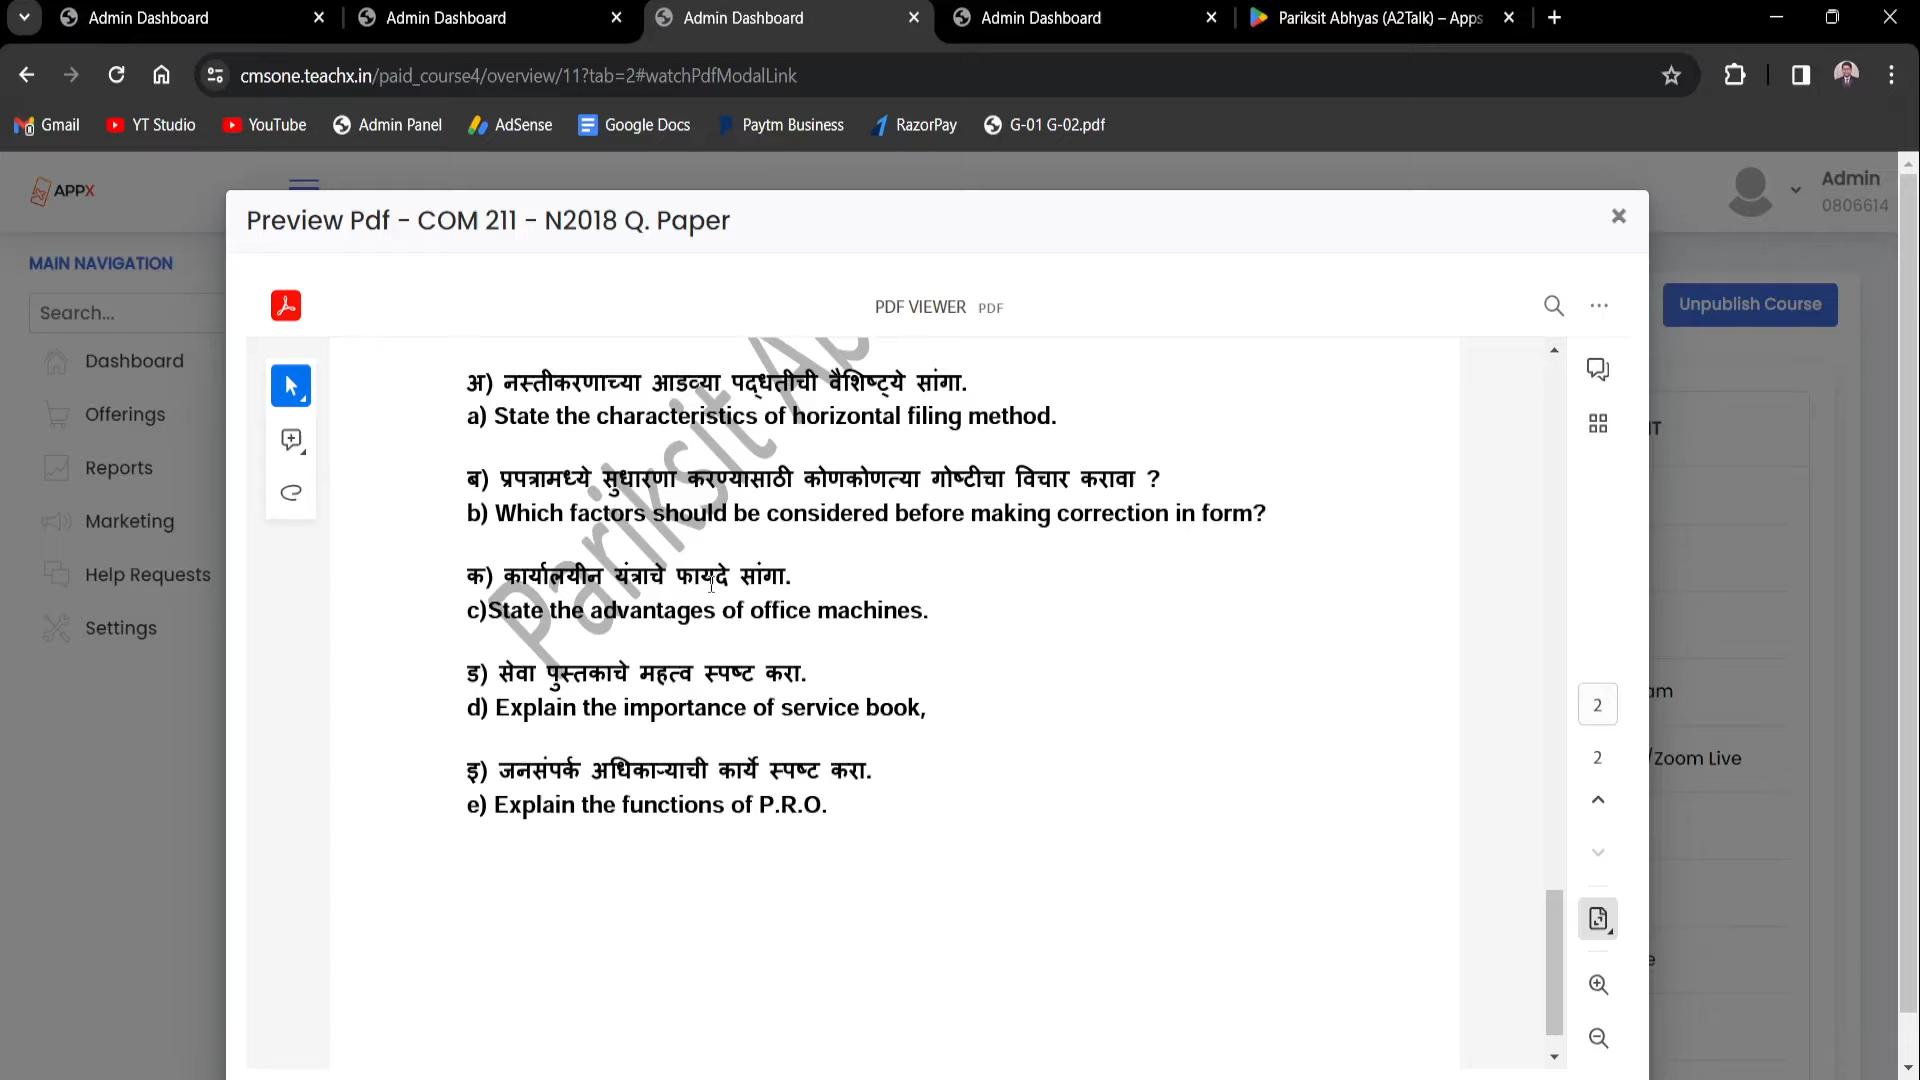 Admin Dashboard
Admin Dashboard
Admin Dashboard
Admin Dashboard
Pariksit Abhyas (A2Talk) – Apps
cmsone.teachx.in/paid_course4/overview/11?tab=2#watchPdfModalLink
Gmail
YT Studio
YouTube
Admin Panel
AdSense
Google Docs
Paytm Business
RazorPay
G-01 G-02.pdf
APPX
Admin
0806614
MAIN NAVIGATION
Search...
Dashboard
Offerings
Reports
Marketing
Help Requests
Settings
Unpublish Course
Preview Pdf - COM 211 - N2018 Q. Paper
PDF VIEWER PDF
अ) नस्तीकरणाच्या आडव्या पद्धतीची वैशिष्ट्ये सांगा.
a) State the characteristics of horizontal filing method.
ब) प्रपत्रामध्ये सुधारणा करण्यासाठी कोणकोणत्या गोष्टीचा विचार करावा ?
b) Which factors should be considered before making correction in form?
क) कार्यालयीन यंत्राचे फायदे सांगा.
c)State the advantages of office machines.
ड) सेवा पुस्तकाचे महत्व स्पष्ट करा.
d) Explain the importance of service book,
इ) जनसंपर्क अधिकाऱ्याची कार्ये स्पष्ट करा.
e) Explain the functions of P.R.O.
Pariksit Ab
2
2
/Zoom Live